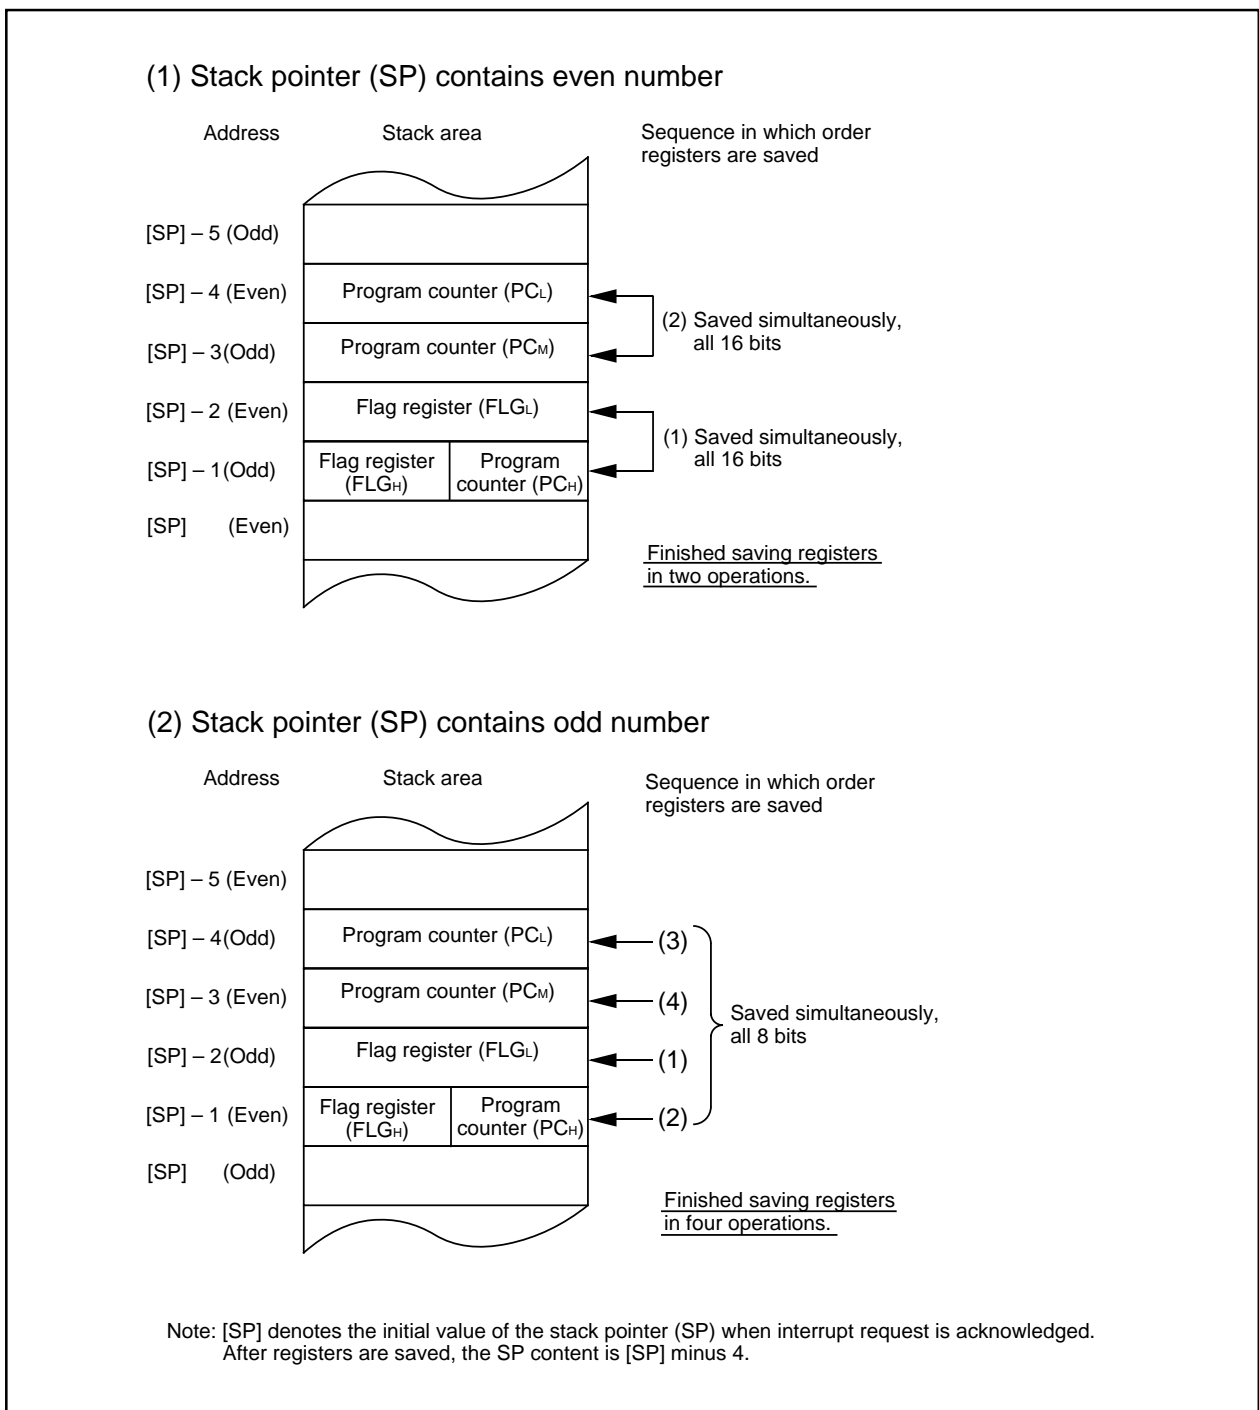 (1) Stack pointer (SP) contains even number
Address
Stack area
Sequence in which order
registers are saved
[SP] – 5 (Odd)
[SP] – 4 (Even)
Program counter (PCL)
(2) Saved simultaneously,
all 16 bits
[SP] – 3(Odd)
Program counter (PCM)
[SP] – 2 (Even)
Flag register (FLGL)
(1) Saved simultaneously,
all 16 bits
[SP] – 1(Odd)
Flag register
(FLGH)
Program
counter (PCH)
[SP] (Even)
Finished saving registers
in two operations.
(2) Stack pointer (SP) contains odd number
Address
Stack area
Sequence in which order
registers are saved
[SP] – 5 (Even)
[SP] – 4(Odd)
Program counter (PCL)
(3)
[SP] – 3 (Even)
Program counter (PCM)
(4)
Saved simultaneously,
all 8 bits
[SP] – 2(Odd)
Flag register (FLGL)
(1)
[SP] – 1 (Even)
Flag register
(FLGH)
Program
counter (PCH)
(2)
[SP] (Odd)
Finished saving registers
in four operations.
Note: [SP] denotes the initial value of the stack pointer (SP) when interrupt request is acknowledged.
After registers are saved, the SP content is [SP] minus 4.